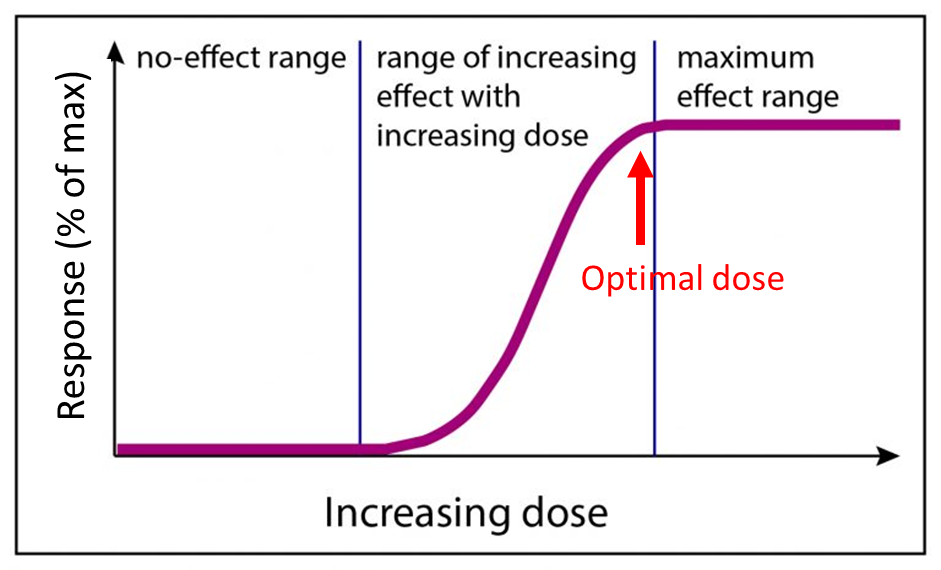 no-effect range
range of increasing
effect with
increasing dose
maximum
effect range
Response (% of max)
Optimal dose
Increasing dose